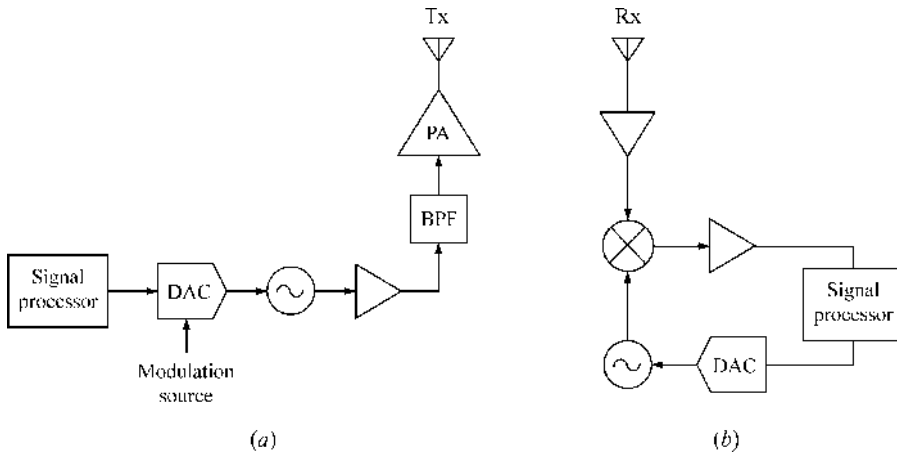 Tx
Rx
PA
BPF
Signal
processor
DAC
Modulation
source
Signal
processor
DAC
(a)
(b)